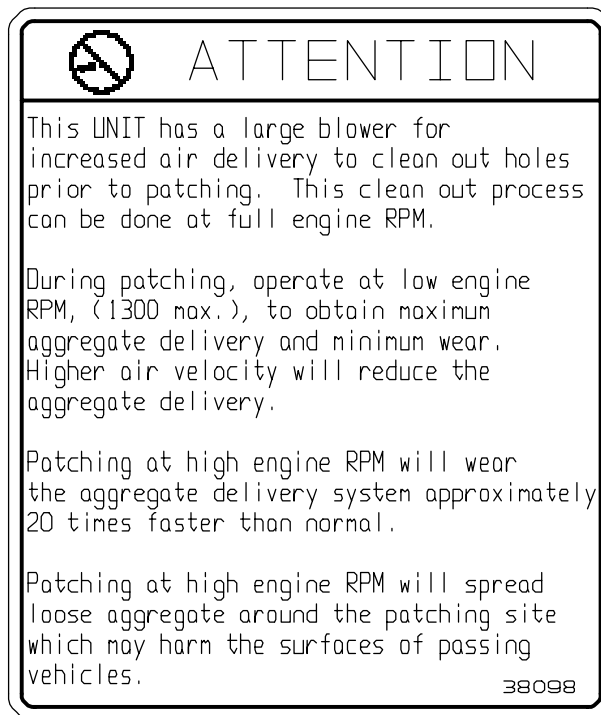 ATTENTION
This UNIT has a large blower for
increased air delivery to clean out holes
prior to patching.  This clean out process
can be done at full engine RPM.
During patching, operate at low engine
RPM, (1300 max.), to obtain maximum
aggregate delivery and minimum wear.
Higher air velocity will reduce the
aggregate delivery.
Patching at high engine RPM will wear
the aggregate delivery system approximately
20 times faster than normal.
Patching at high engine RPM will spread
loose aggregate around the patching site
which may harm the surfaces of passing
vehicles.
38098